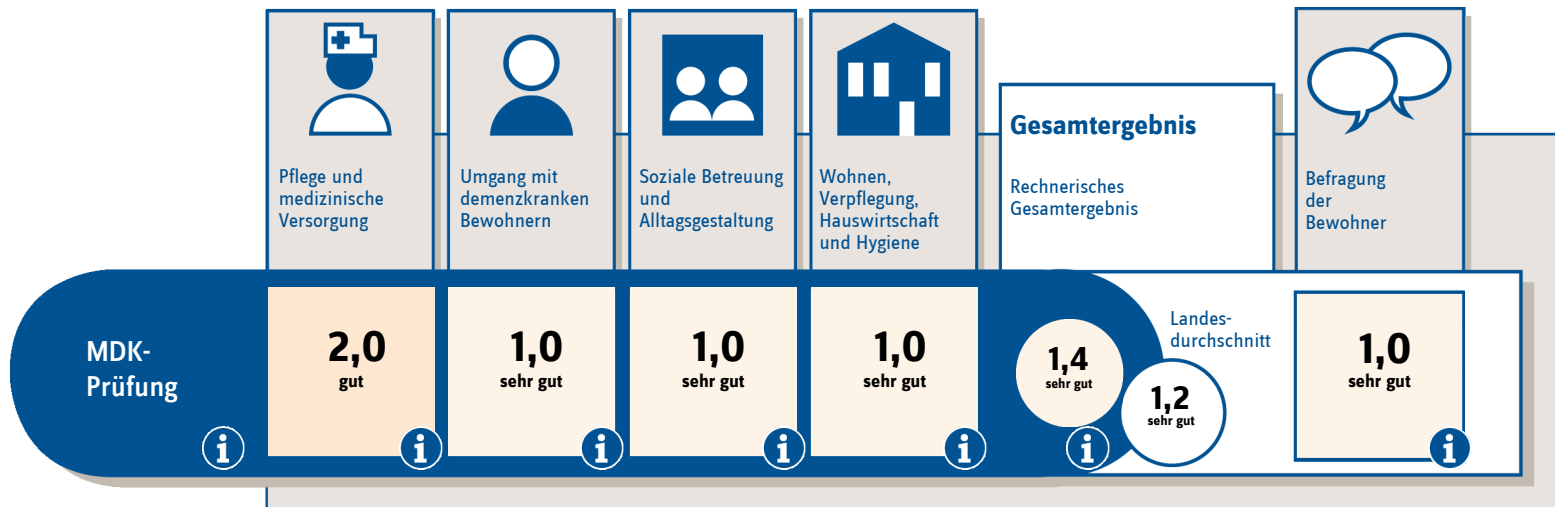 Pflege und
medizinische
Versorgung
Umgang mit
demenzkranken
Bewohnern
Soziale Betreuung
und
Alltagsgestaltung
Wohnen,
Verpflegung,
Hauswirtschaft
und Hygiene
Gesamtergebnis
Rechnerisches
Gesamtergebnis
Befragung
der
Bewohner
MDK-
Prüfung
i
2,0
gut
i
1,0
sehr gut
i
1,0
sehr gut
i
1,0
sehr gut
i
1,4
sehr gut
i
Landes-
durchschnitt
1,2
sehr gut
1,0
sehr gut
i